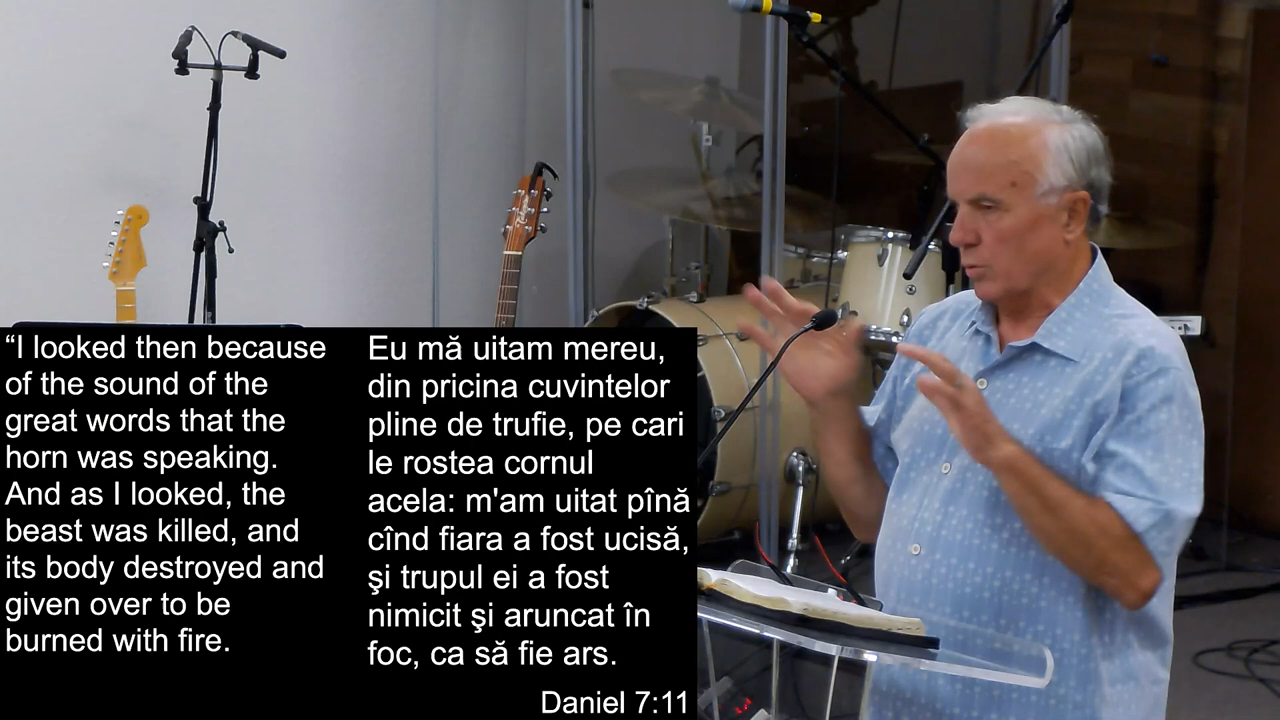 “I looked then because
of the sound of the
great words that the
horn was speaking.
And as I looked, the
beast was killed, and
its body destroyed and
given over to be
burned with fire.
Eu mă uitam mereu,
din pricina cuvintelor
pline de trufie, pe cari
le rostea cornul
acela: m'am uitat pînă
cînd fiara a fost ucisă,
şi trupul ei a fost
nimicit şi aruncat în
foc, ca să fie ars.
Daniel 7:11